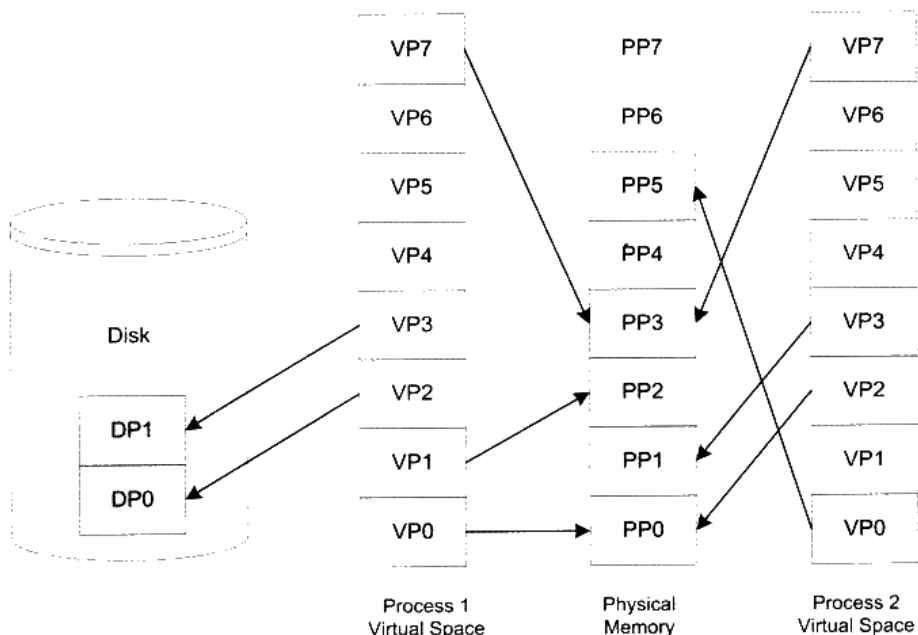 VP7 PP7 VP7
VP6 PP6 VP6
VP5 PP5 VP5
VP4 PP4 VP4
Disk VP3 PP3 VP3
DP1 VP2 PP2 VP2
DP0 VP1 PP1 VP1
VP0 PP0 VP0
Process 1 Physical Process 2
Virtual Space Memory Virtual Space